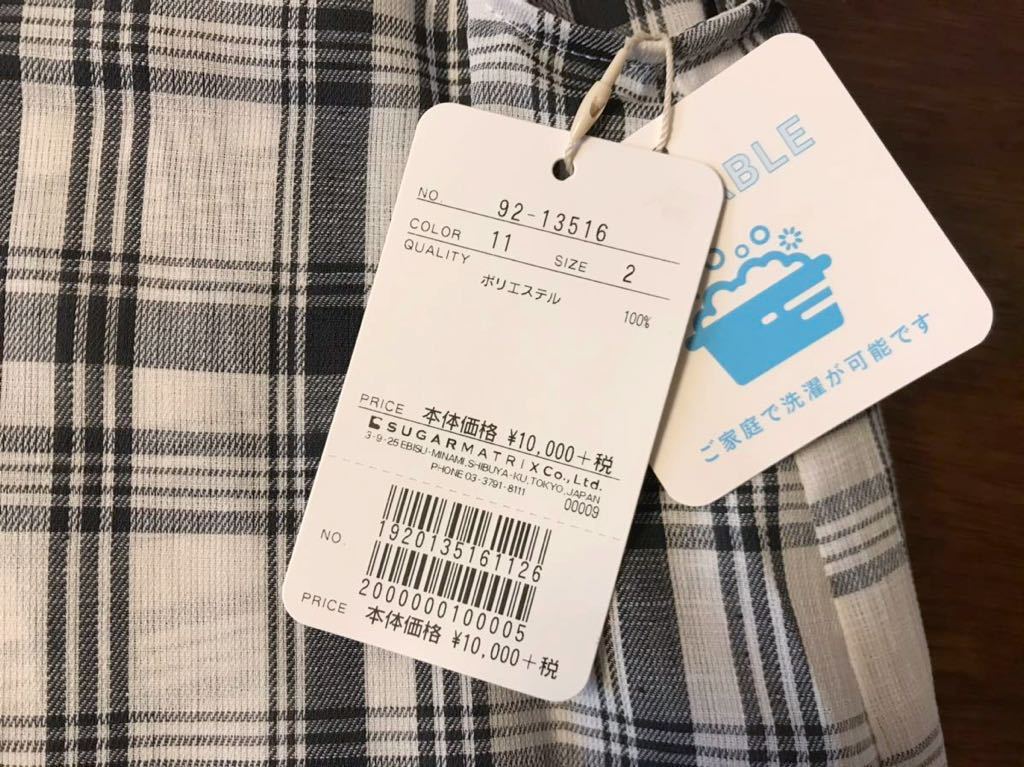 NO. 92-13516
COLOR 11 SIZE 2
QUALITY
ポリエステル
100%
PRICE 本体価格 ¥10,000+税
SUGARMATRIX Co., Ltd.
3-9-25 EBISU-MINAMI, SHIBUYA-KU, TOKYO, JAPAN
PHONE 03-3791-8111 00009
NO. 1920135161126
2000000100005
PRICE 本体価格 ¥10,000+税
ABLE
ご家庭で洗濯が可能です